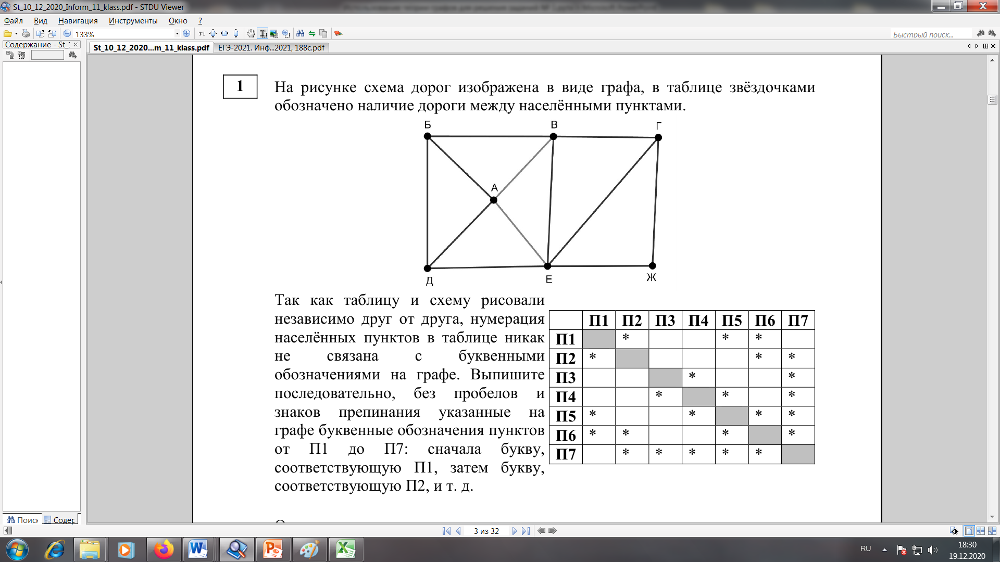 St_10_12_2020_Inform_11_klass.pdf - STDU Viewer
Файл Вид Навигация Инструменты Окно ?
133%
1:1
Быстрый поиск...
Содержание - St_:
St_10_12_2020...m_11_klass.pdf
ЕГЭ-2021. Инф...2021, 188c.pdf
1
На рисунке схема дорог изображена в виде графа, в таблице звёздочками
обозначено наличие дороги между населёнными пунктами.
Б В Г
А
Д Е Ж
Так как таблицу и схему рисовали
независимо друг от друга, нумерация
населённых пунктов в таблице никак
не связана с буквенными
обозначениями на графе. Выпишите
последовательно, без пробелов и
знаков препинания указанные на
графе буквенные обозначения пунктов
от П1 до П7: сначала букву,
соответствующую П1, затем букву,
соответствующую П2, и т. д.
П1 П2 П3 П4 П5 П6 П7
П1 * * *
П2 * * *
П3 * *
П4 * * *
П5 * * * *
П6 * * * *
П7 * * * * *
Поиск
Содер
3 из 32
RU
18:30
19.12.2020